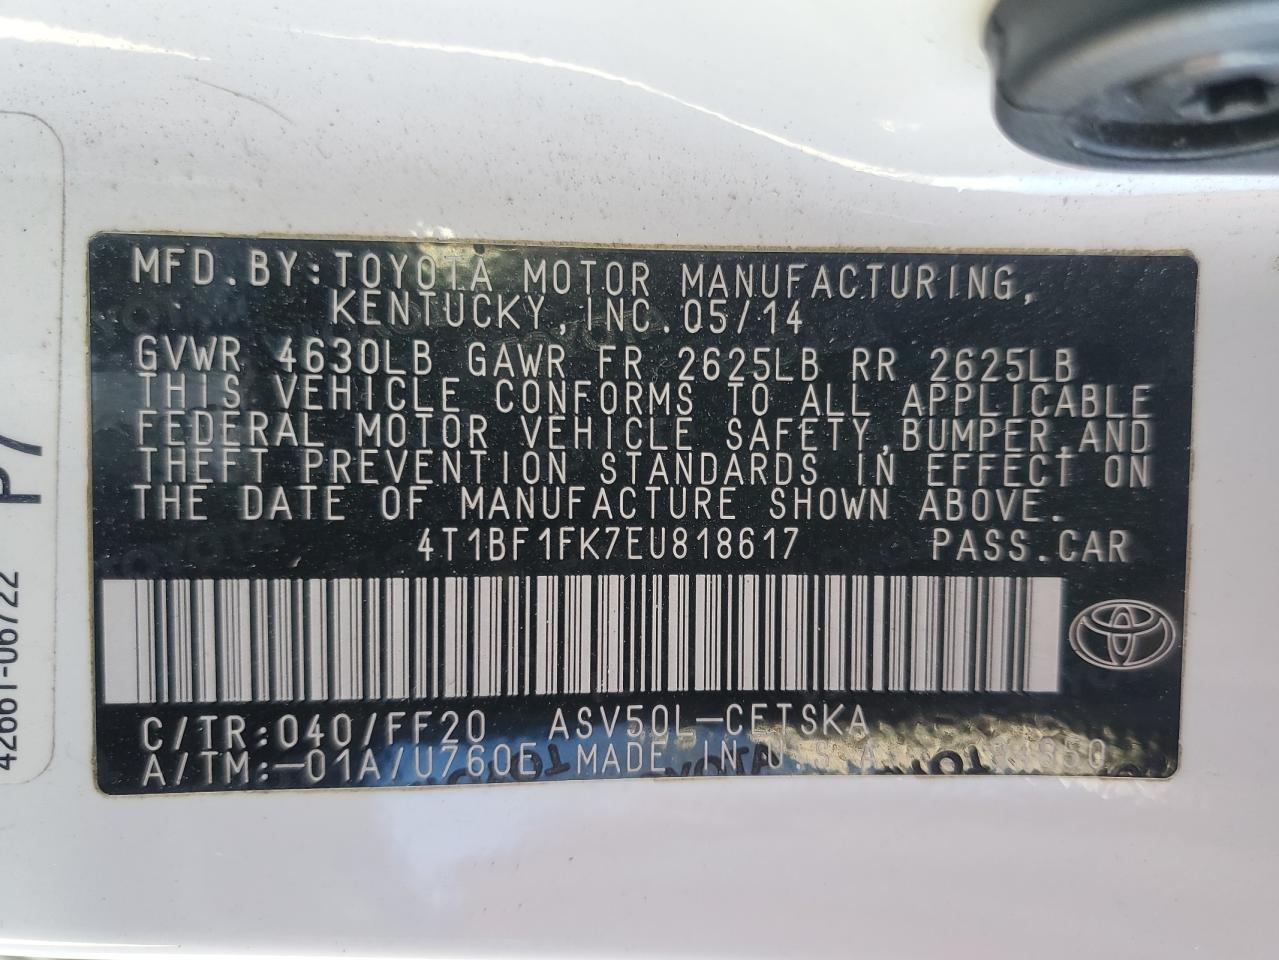 MFD.BY:TOYOTA MOTOR MANUFACTURING,
KENTUCKY,INC.05/14
GVWR 4630LB GAWR FR 2625LB RR 2625LB
THIS VEHICLE CONFORMS TO ALL APPLICABLE
FEDERAL MOTOR VEHICLE SAFETY,BUMPER,AND
THEFT PREVENTION STANDARDS IN EFFECT ON
THE DATE OF MANUFACTURE SHOWN ABOVE.
4T1BF1FK7EU818617 PASS.CAR
C/TR:040/FF20 ASV50L-CETSKA
A/TM:-01A/U760E MADE IN U.S.A
42661-06722